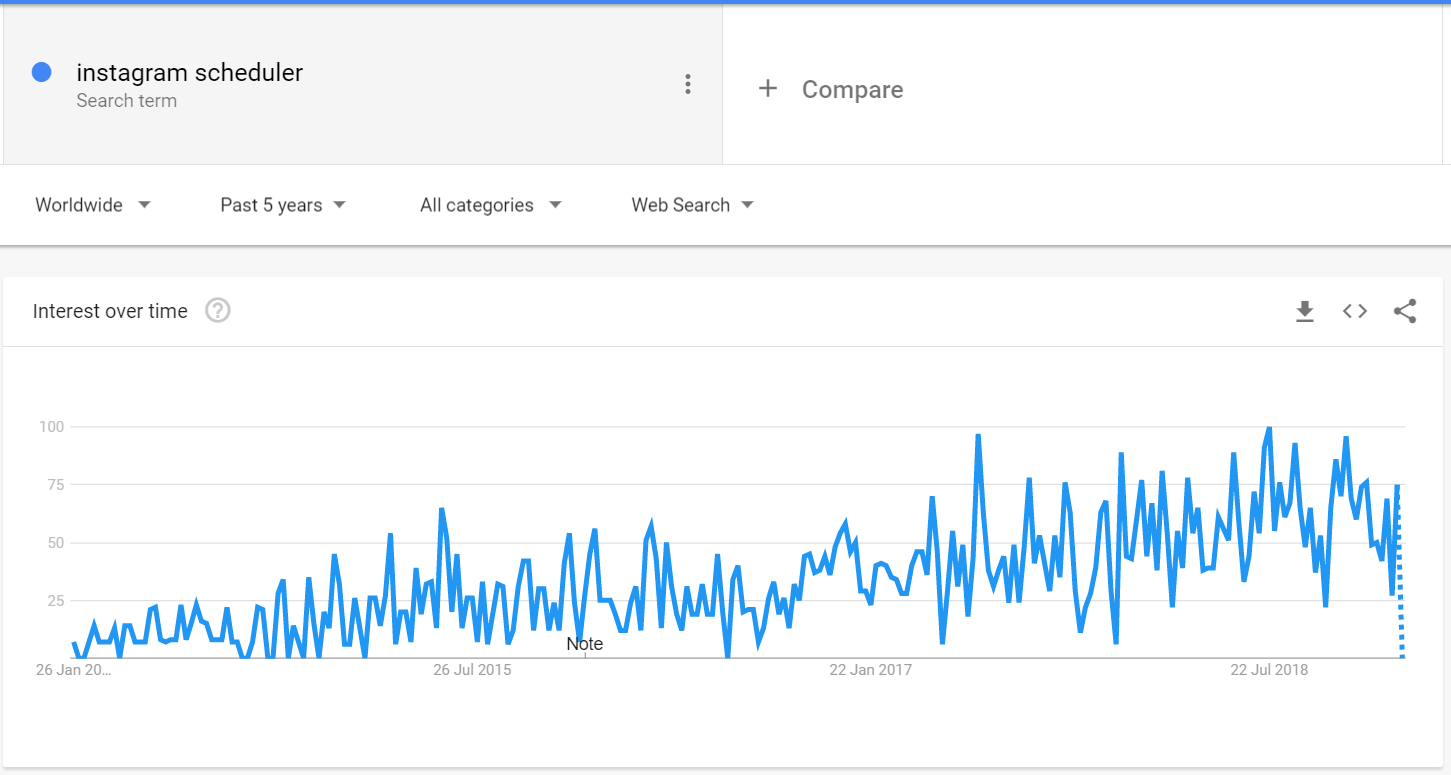 instagram scheduler
Search term
+ Compare
Worldwide
Past 5 years
All categories
Web Search
Interest over time ?
100
75
50
25
Note
26 Jan 20...
26 Jul 2015
22 Jan 2017
22 Jul 2018